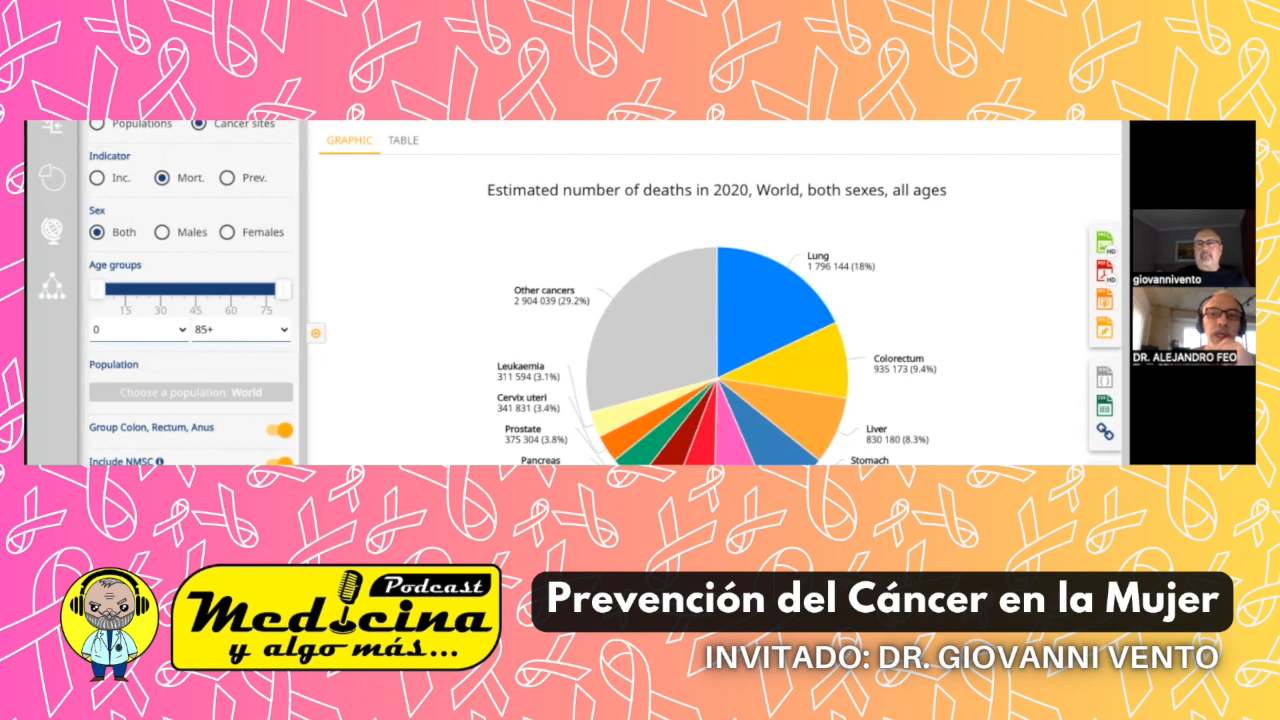 Populations
Cancer sites
Indicator
Inc.
Mort.
Prev.
Sex
Both
Males
Females
Age groups
15 30 45 60 75
0
85+
Population
Choose a population: World
Group Colon, Rectum, Anus
Include NMSC
GRAPHIC
TABLE
Estimated number of deaths in 2020, World, both sexes, all ages
Lung
1 796 144 (18%)
Other cancers
2 904 039 (29.2%)
Colorectum
935 173 (9.4%)
Leukaemia
311 594 (3.1%)
Cervix uteri
341 831 (3.4%)
Prostate
375 304 (3.8%)
Pancreas
Liver
830 180 (8.3%)
Stomach
HD
HD
giovannivento
DR. ALEJANDRO FEO
Podcast
Medicina
y algo más...
Prevención del Cáncer en la Mujer
INVITADO: DR. GIOVANNI VENTO